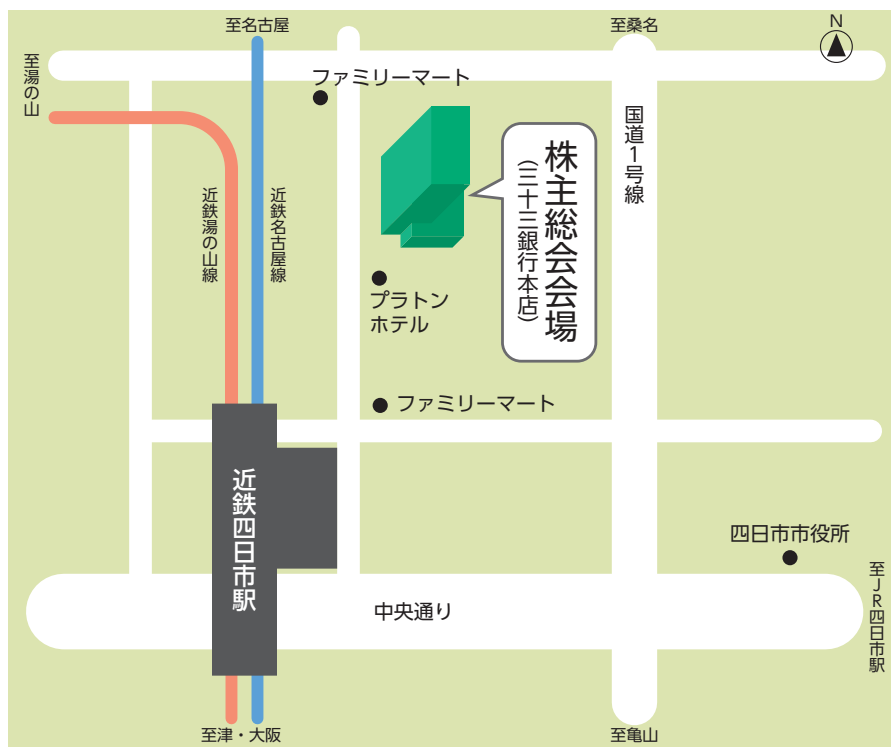 至名古屋
至桑名
N
至湯の山
ファミリーマート
国道1号線
株主総会会場
(三十三銀行本店)
近鉄湯の山線
近鉄名古屋線
プラトン
ホテル
ファミリーマート
近鉄四日市駅
四日市市役所
至JR四日市駅
中央通り
至津・大阪
至亀山